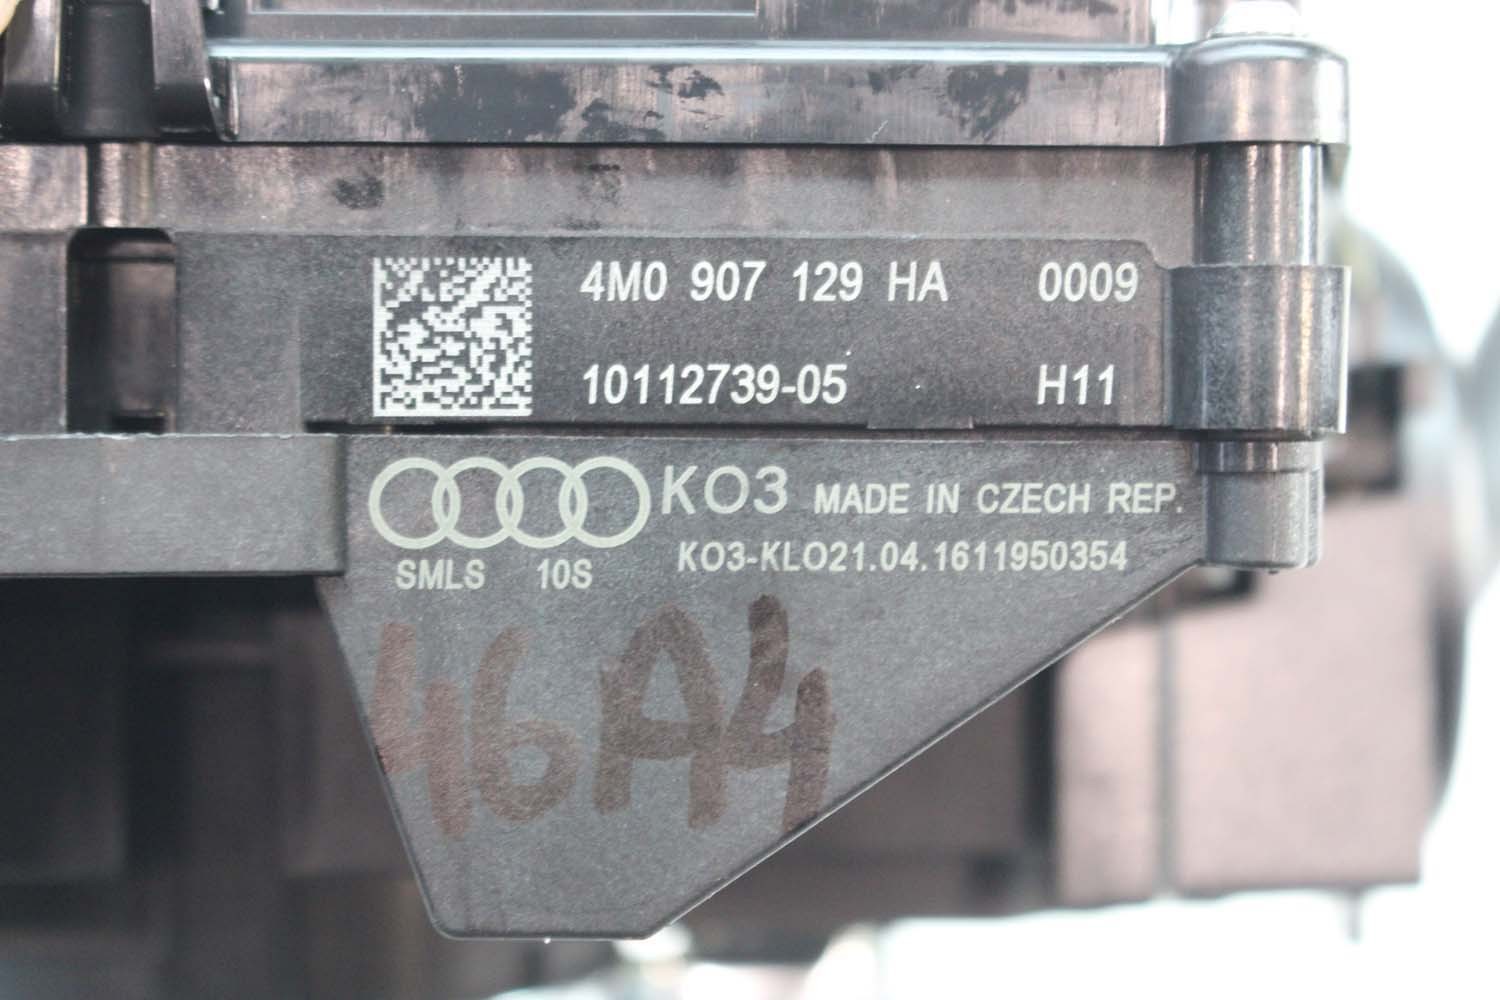 4M0 907 129 HA 0009
10112739-05 H11
KO3 MADE IN CZECH REP.
SMLS 10S KO3-KLO21.04.1611950354
46A4